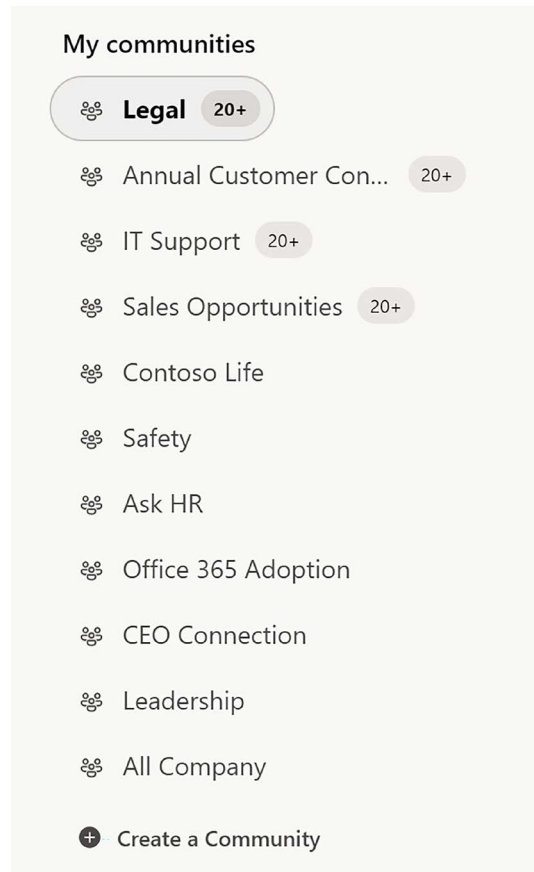 My communities
Legal 20+
Annual Customer Con... 20+
IT Support 20+
Sales Opportunities 20+
Contoso Life
Safety
Ask HR
Office 365 Adoption
CEO Connection
Leadership
All Company
Create a Community